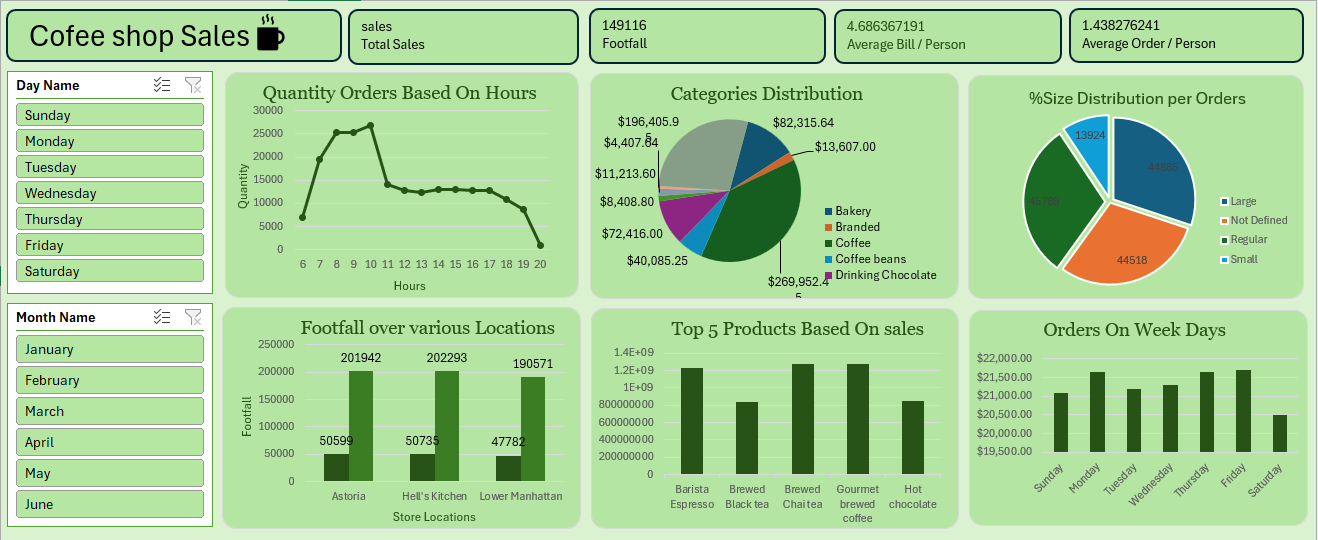 Cofee shop Sales
sales
Total Sales
149116
Footfall
4.686367191
Average Bill / Person
1.438276241
Average Order / Person
Day Name
Sunday
Monday
Tuesday
Wednesday
Thursday
Friday
Saturday
Month Name
January
February
March
April
May
June
Quantity Orders Based On Hours
30000
25000
20000
15000
10000
5000
0
Quantity
6 7 8 9 10 11 12 13 14 15 16 17 18 19 20
Hours
Categories Distribution
$196,405.9
5
$4,407.64
$11,213.60
$8,408.80
$72,416.00
$40,085.25
$82,315.64
$13,607.00
$269,952.4
5
Bakery
Branded
Coffee
Coffee beans
Drinking Chocolate
%Size Distribution per Orders
13924
44885
45789
44518
Large
Not Defined
Regular
Small
Footfall over various Locations
250000
200000
150000
100000
50000
0
Footfall
201942
202293
190571
50599
50735
47782
Astoria
Hell's Kitchen
Lower Manhattan
Store Locations
Top 5 Products Based On sales
1.4E+09
1.2E+09
1E+09
800000000
600000000
400000000
200000000
0
Barista
Espresso
Brewed
Black tea
Brewed
Chai tea
Gourmet
brewed
coffee
Hot
chocolate
Orders On Week Days
$22,000.00
$21,500.00
$21,000.00
$20,500.00
$20,000.00
$19,500.00
Sunday
Monday
Tuesday
Wednesday
Thursday
Friday
Saturday